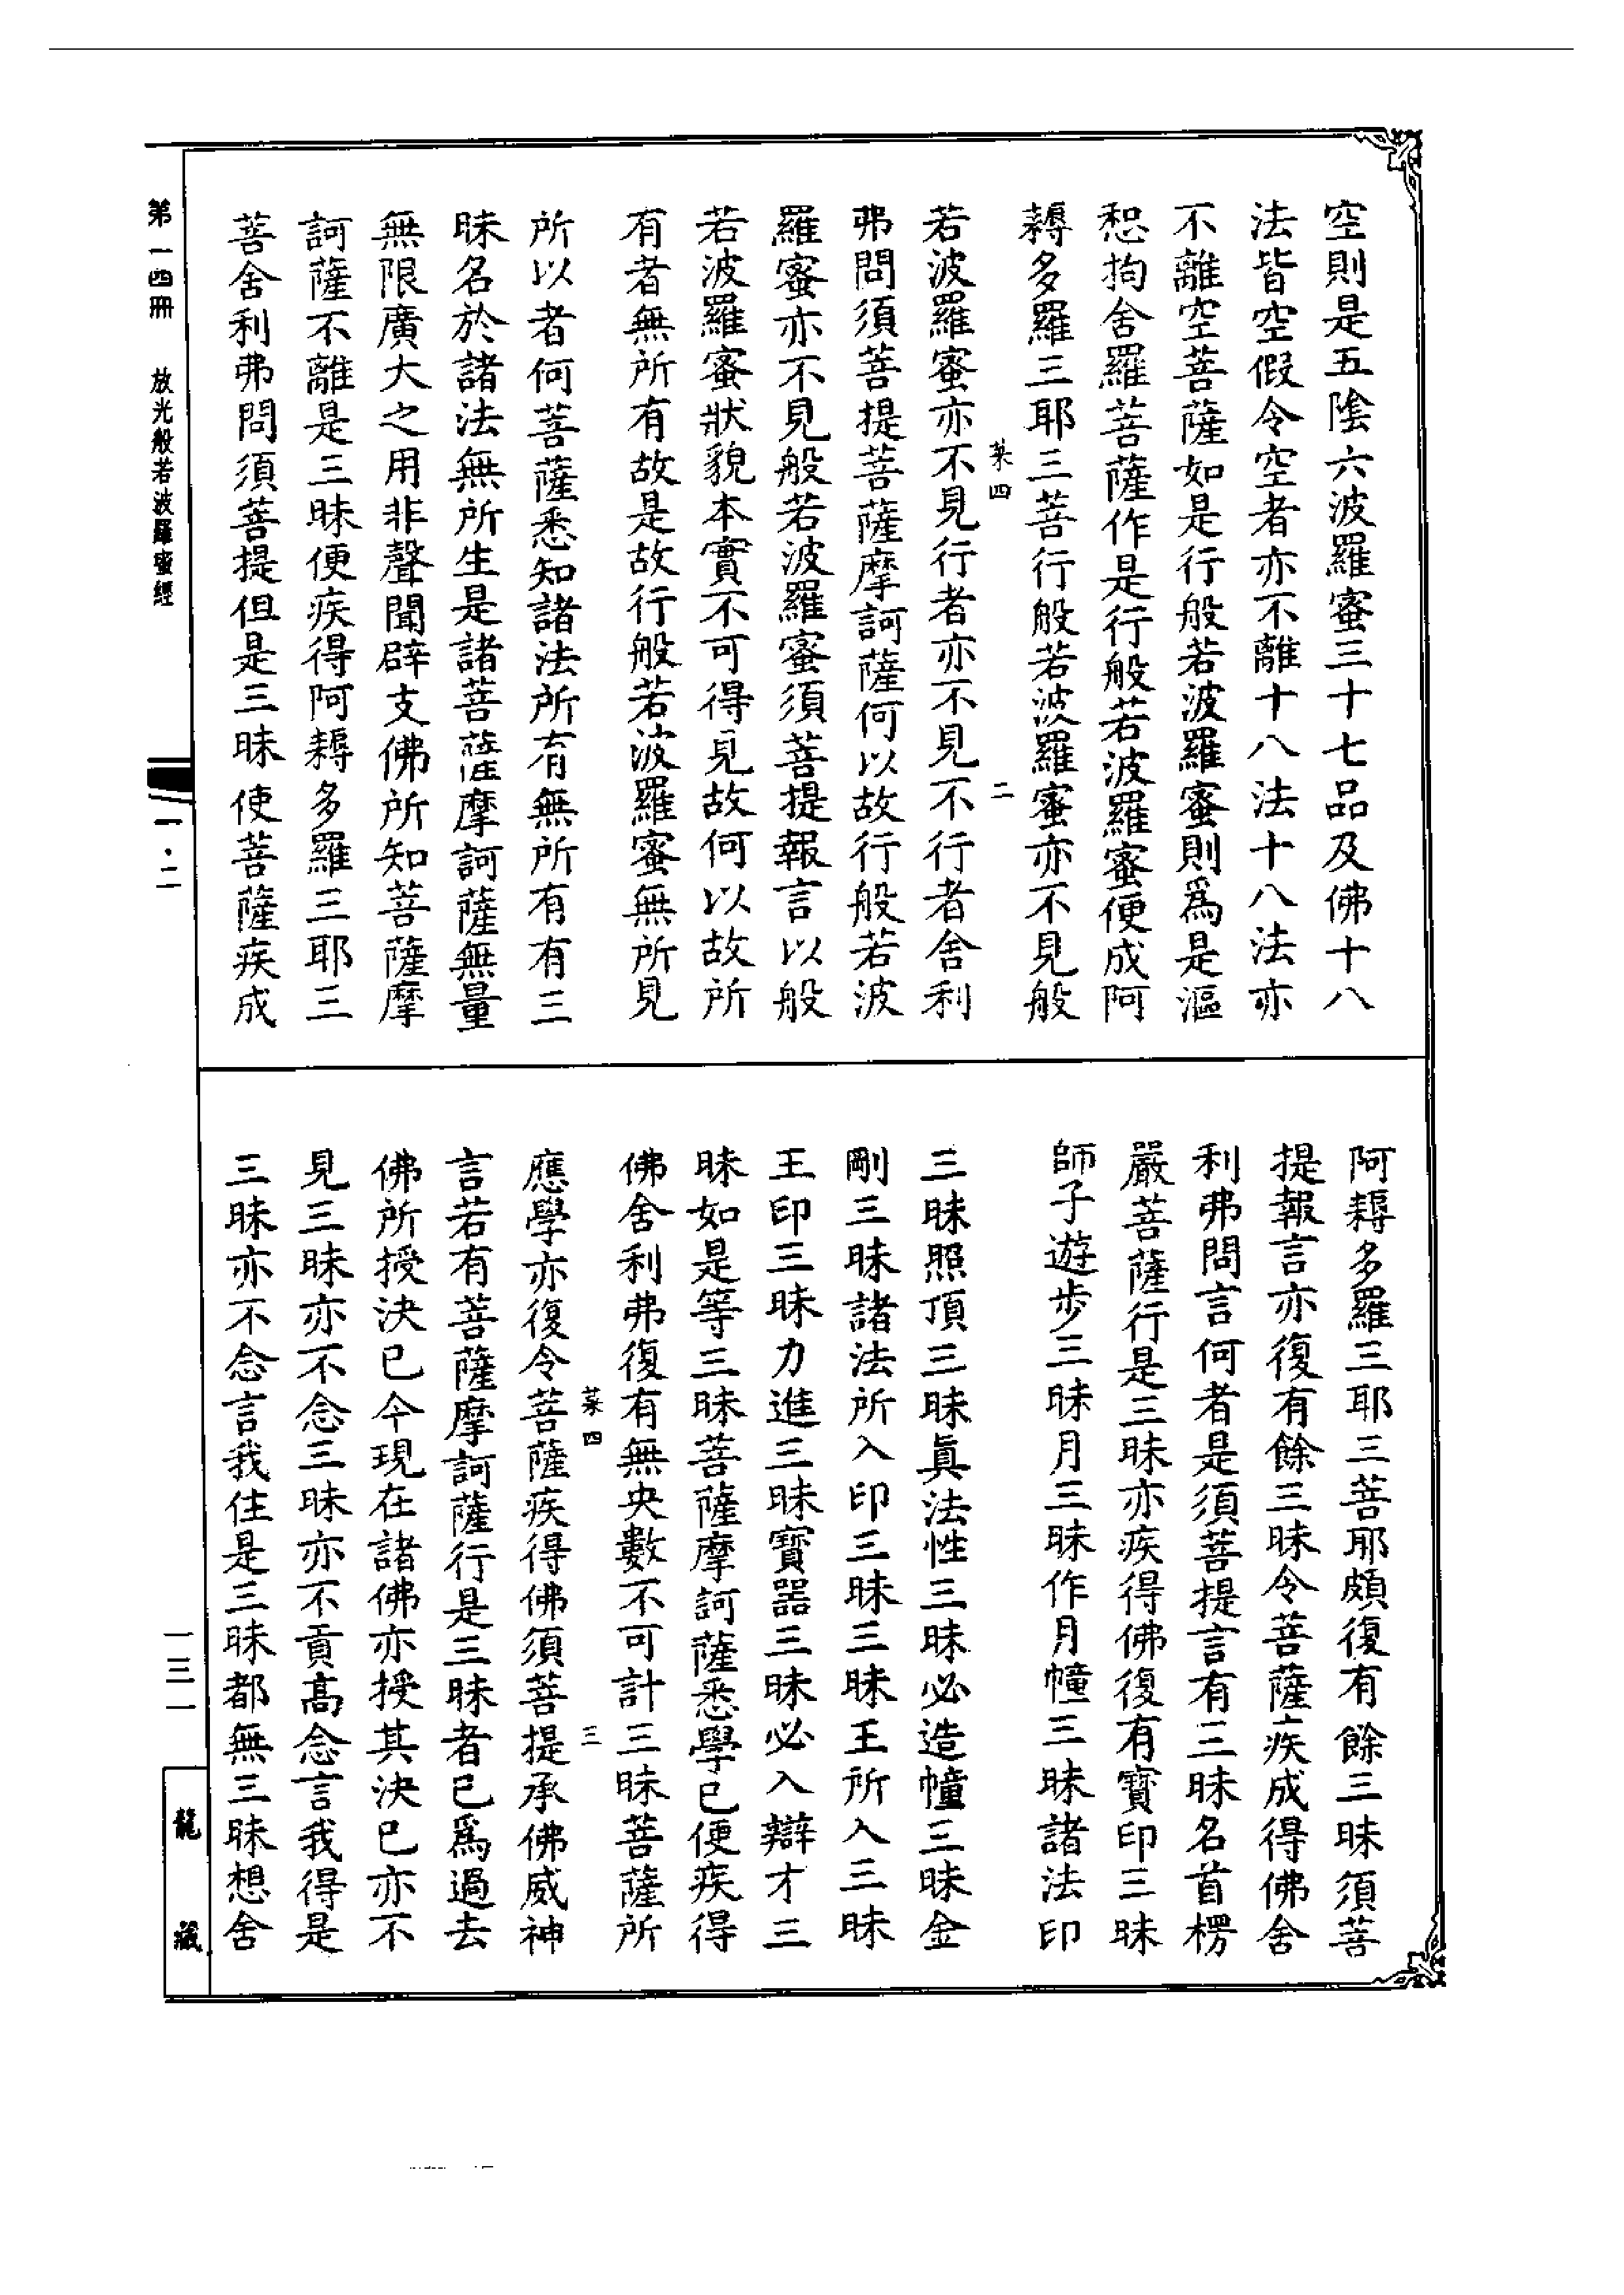 空則是五陰六波羅蜜三十七品及佛十八
法皆空假令空者亦不離十八法十八法亦
不離空菩薩如是行般若波羅蜜則爲是漚
惒拘舍羅菩薩作是行般若波羅蜜便成阿
耨多羅三耶三菩行般若波羅蜜亦不見般
菜四 二
若波羅蜜亦不見行者亦不見不行者舍利
弗問須菩提菩薩摩訶薩何以故行般若波
羅蜜亦不見般若波羅蜜須菩提報言以般
若波羅蜜狀貌本實不可得見故何以故所
有者無所有故是故行般若波羅蜜無所見
所以者何菩薩悉知諸法所有無所有有三
昧名於諸法無所生是諸菩薩摩訶薩無量
無限廣大之用非聲聞辟支佛所知菩薩摩
訶薩不離是三昧便疾得阿耨多羅三耶三
菩舍利弗問須菩提但是三昧使菩薩疾成
阿耨多羅三耶三菩耶頗復有餘三昧須菩
提報言亦復有餘三昧令菩薩疾成得佛舍
利弗問言何者是須菩提言有三昧名首楞
嚴菩薩行是三昧亦疾得佛復有寶印三昧
師子遊步三昧月三昧作月幢三昧諸法印
三昧照頂三昧眞法性三昧必造幢三昧金
剛三昧諸法所入印三昧三昧王所入三昧
王印三昧力進三昧寶器三昧必入辯才三
昧如是等三昧菩薩摩訶薩悉學已便疾得
佛舍利弗復有無央數不可計三昧菩薩所
菜四 三
應學亦復令菩薩疾得佛須菩提承佛威神
言若有菩薩摩訶薩行是三昧者已爲過去
佛所授決已今現在諸佛亦授其決已亦不
見三昧亦不念三昧亦不貢高念言我得是
三昧亦不念言我住是三昧都無三昧想舍
第一四冊 放光般若波羅蜜經 一·二
一三一
龍藏